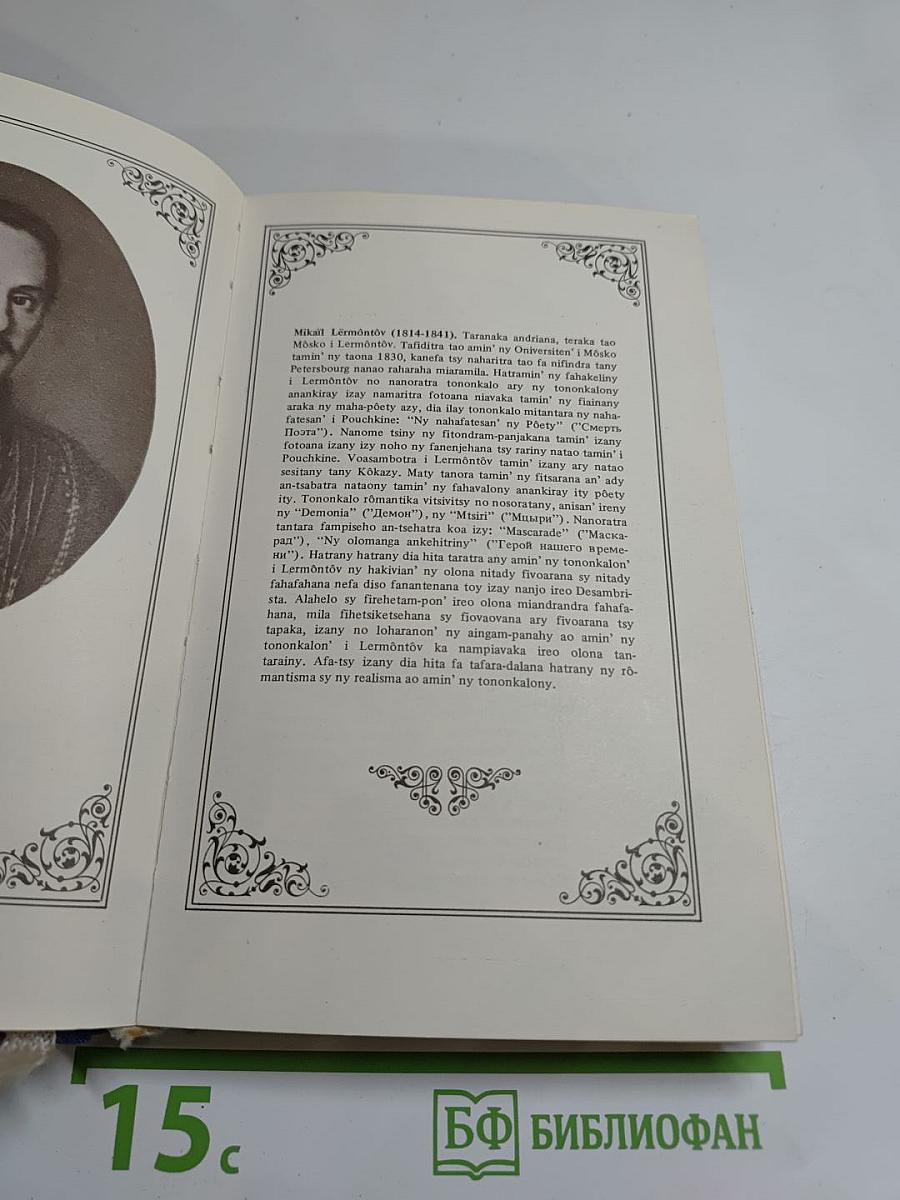 Mikaïl Lërmôntôv (1814-1841). Taranaka andriana, teraka tao
Môsko i Lermôntôv. Tafiditra tao amin' ny Oniversiten' i Môsko
tamin' ny taona 1830, kanefa tsy naharitra tao fa nifindra tany
Petersbourg nanao raharaha miaramila. Hatramin' ny fahakeliny
i Lermôntôv no nanoratra tononkalo ary ny tononkalony
anankiray izay namaritra fotoana niavaka tamin' ny fiainany
araka ny maha-pôety azy, dia ilay tononkalo mitantara ny naha-
fatesan' i Pouchkine: “Ny nahafatesan' ny Pôety” (”Смерть
Поэта”). Nanome tsiny ny fitondram-panjakana tamin' izany
fotoana izany izy noho ny fanenjehana tsy rariny natao tamin' i
Pouchkine. Voasambotra i Lermôntôv tamin' izany ary natao
sesitany tany Kôkazy. Maty tanora tamin' ny fitsarana an' ady
an-tsabatra nataony tamin' ny fahavalony anankiray ity pôety
ity. Tononkalo rômantika vitsivitsy no nosoratany, anisan' ireny
ny “Demonia” (”Демон”), ny “Mtsiri” (”Мцыри”). Nanoratra
tantara fampiseho an-tsehatra koa izy: “Mascarade” (”Маска-
рад”), “Ny olomanga ankehitriny” (”Герой нашего време-
ни”). Hatrany hatrany dia hita taratra any amin' ny tononkalon'
i Lermôntôv ny hakivian' ny olona nitady fivoarana sy nitady
fahafahana nefa diso fanantenana toy izay nanjo ireo Desambri-
sta. Alahelo sy firehetam-pon' ireo olona miandrandra fahafa-
hana, mila fihetsiketsehana sy fiovaovana ary fivoarana tsy
tapaka, izany no loharanon' ny aingam-panahy ao amin' ny
tononkalon' i Lermôntôv ka nampiavaka ireo olona tan-
tarainy. Afa-tsy izany dia hita fa tafara-dalana hatrany ny rô-
mantisma sy ny realisma ao amin' ny tononkalony.
15 с
БФ БИБЛИОФАН